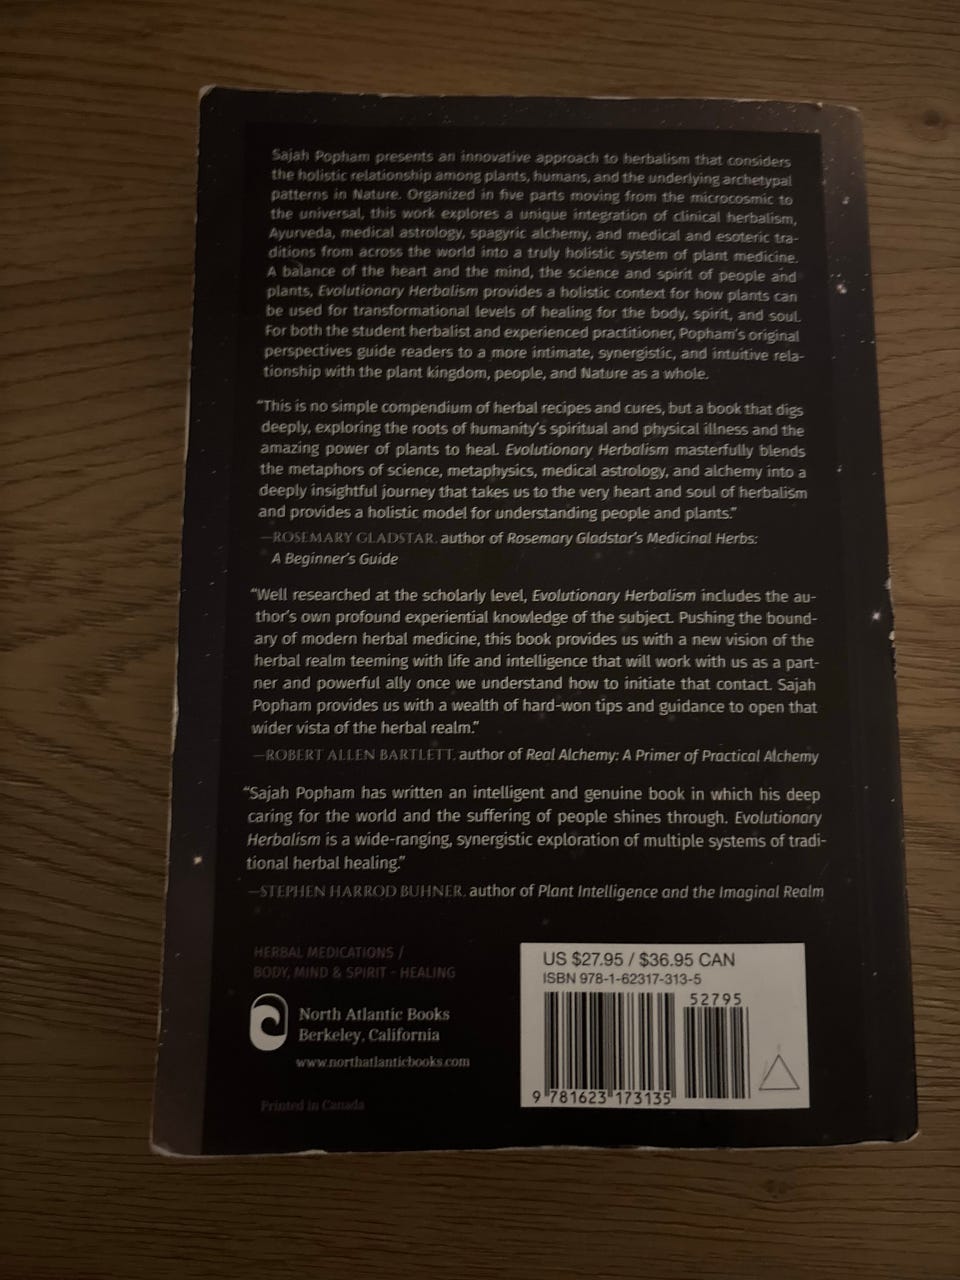 Sajah Popham presents an innovative approach to herbalism that considers
the holistic relationship among plants, humans, and the underlying archetypal
patterns in Nature. Organized in five parts moving from the microcosmic to
the universal, this work explores a unique integration of clinical herbalism,
Ayurveda, medical astrology, spagyric alchemy, and medical and esoteric tra-
ditions from across the world into a truly holistic system of plant medicine.
A balance of the heart and the mind, the science and spirit of people and
plants, Evolutionary Herbalism provides a holistic context for how plants can
be used for transformational levels of healing for the body, spirit, and soul.
For both the student herbalist and experienced practitioner, Popham's original
perspectives guide readers to a more intimate, synergistic, and intuitive rela-
tionship with the plant kingdom, people, and Nature as a whole.
“This is no simple compendium of herbal recipes and cures, but a book that digs
deeply, exploring the roots of humanity's spiritual and physical illness and the
amazing power of plants to heal. Evolutionary Herbalism masterfully blends
the metaphors of science, metaphysics, medical astrology, and alchemy into a
deeply insightful journey that takes us to the very heart and soul of herbalism
and provides a holistic model for understanding people and plants.”
—ROSEMARY GLADSTAR, author of Rosemary Gladstar's Medicinal Herbs:
A Beginner's Guide
“Well researched at the scholarly level, Evolutionary Herbalism includes the au-
thor's own profound experiential knowledge of the subject. Pushing the bound-
ary of modern herbal medicine, this book provides us with a new vision of the
herbal realm teeming with life and intelligence that will work with us as a part-
ner and powerful ally once we understand how to initiate that contact. Sajah
Popham provides us with a wealth of hard-won tips and guidance to open that
wider vista of the herbal realm.”
—ROBERT ALLEN BARTLETT, author of Real Alchemy: A Primer of Practical Alchemy
“Sajah Popham has written an intelligent and genuine book in which his deep
caring for the world and the suffering of people shines through. Evolutionary
Herbalism is a wide-ranging, synergistic exploration of multiple systems of tradi-
tional herbal healing.”
—STEPHEN HARROD BUHNER, author of Plant Intelligence and the Imaginal Realm
HERBAL MEDICATIONS /
BODY, MIND & SPIRIT - HEALING
North Atlantic Books
Berkeley, California
www.northatlanticbooks.com
Printed in Canada
US $27.95 / $36.95 CAN
ISBN 978-1-62317-313-5
52795
9 781623 173135